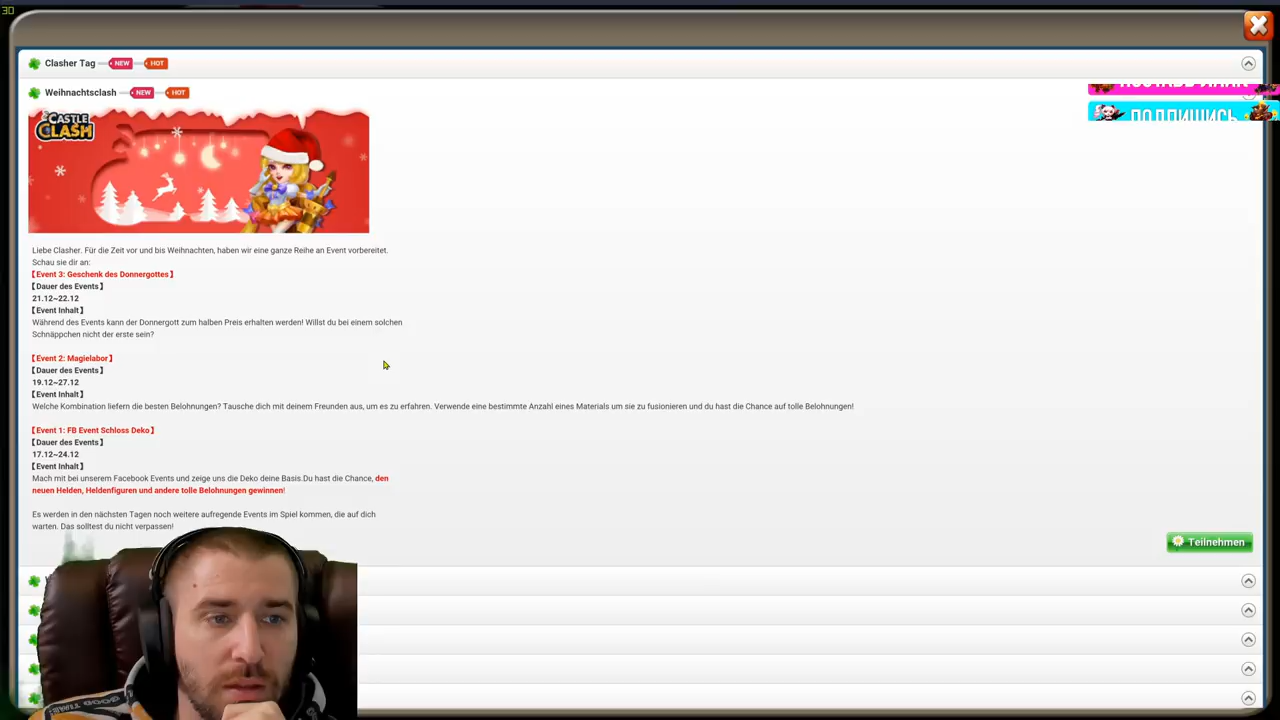 30
Clasher Tag NEW HOT
Weihnachtsclash NEW HOT
ПОДПИШИСЬ
CASTLE
CLASH
Liebe Clasher. Für die Zeit vor und bis Weihnachten, haben wir eine ganze Reihe an Event vorbereitet.
Schau sie dir an:
【Event 3: Geschenk des Donnergottes】
【Dauer des Events】
21.12~22.12
【Event Inhalt】
Während des Events kann der Donnergott zum halben Preis erhalten werden! Willst du bei einem solchen
Schnäppchen nicht der erste sein?
【Event 2: Magielabor】
【Dauer des Events】
19.12~27.12
【Event Inhalt】
Welche Kombination liefern die besten Belohnungen? Tausche dich mit deinem Freunden aus, um es zu erfahren. Verwende eine bestimmte Anzahl eines Materials um sie zu fusionieren und du hast die Chance auf tolle Belohnungen!
【Event 1: FB Event Schloss Deko】
【Dauer des Events】
17.12~24.12
【Event Inhalt】
Mach mit bei unserem Facebook Events und zeige uns die Deko deine Basis.Du hast die Chance, den
neuen Helden, Heldenfiguren und andere tolle Belohnungen gewinnen!
Es werden in den nächsten Tagen noch weitere aufregende Events im Spiel kommen, die auf dich
warten. Das solltest du nicht verpassen!
Teilnehmen